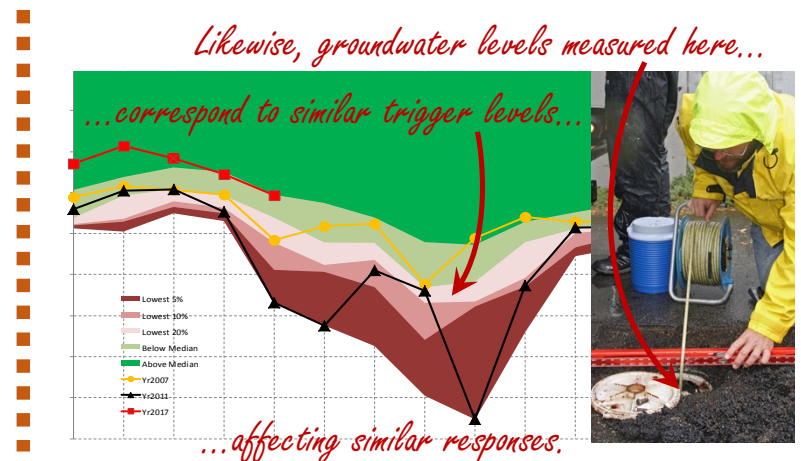 Likewise, groundwater levels measured here...
...correspond to similar trigger levels...
Lowest 5%
Lowest 10%
Lowest 20%
Below Median
Above Median
Yr2007
Yr2011
Yr2017
...affecting similar responses.